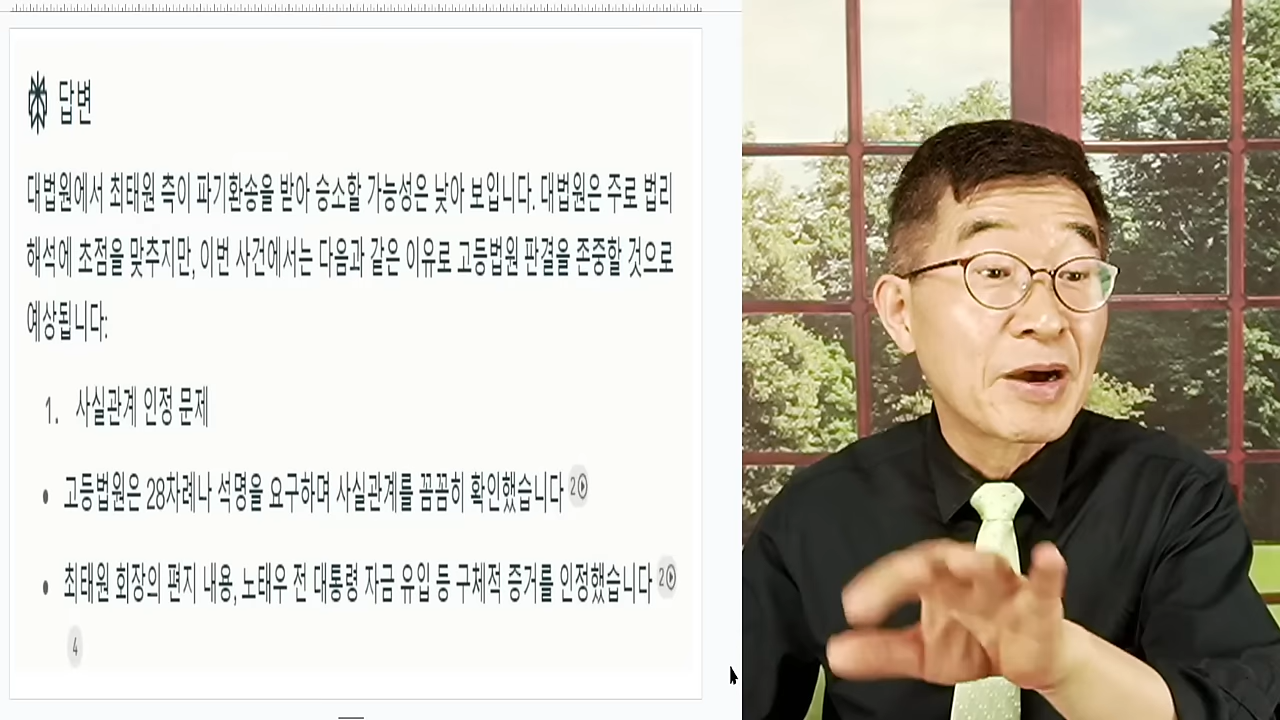 답변
대법원에서 최태원 측이 파기환송을 받아 승소할 가능성은 낮아 보입니다. 대법원은 주로 법리
해석에 초점을 맞추지만, 이번 사건에서는 다음과 같은 이유로 고등법원 판결을 존중할 것으로
예상됩니다:
1. 사실관계 인정 문제
• 고등법원은 28차례나 석명을 요구하며 사실관계를 꼼꼼히 확인했습니다 2
• 최태원 회장의 편지 내용, 노태우 전 대통령 자금 유입 등 구체적 증거를 인정했습니다 2
4